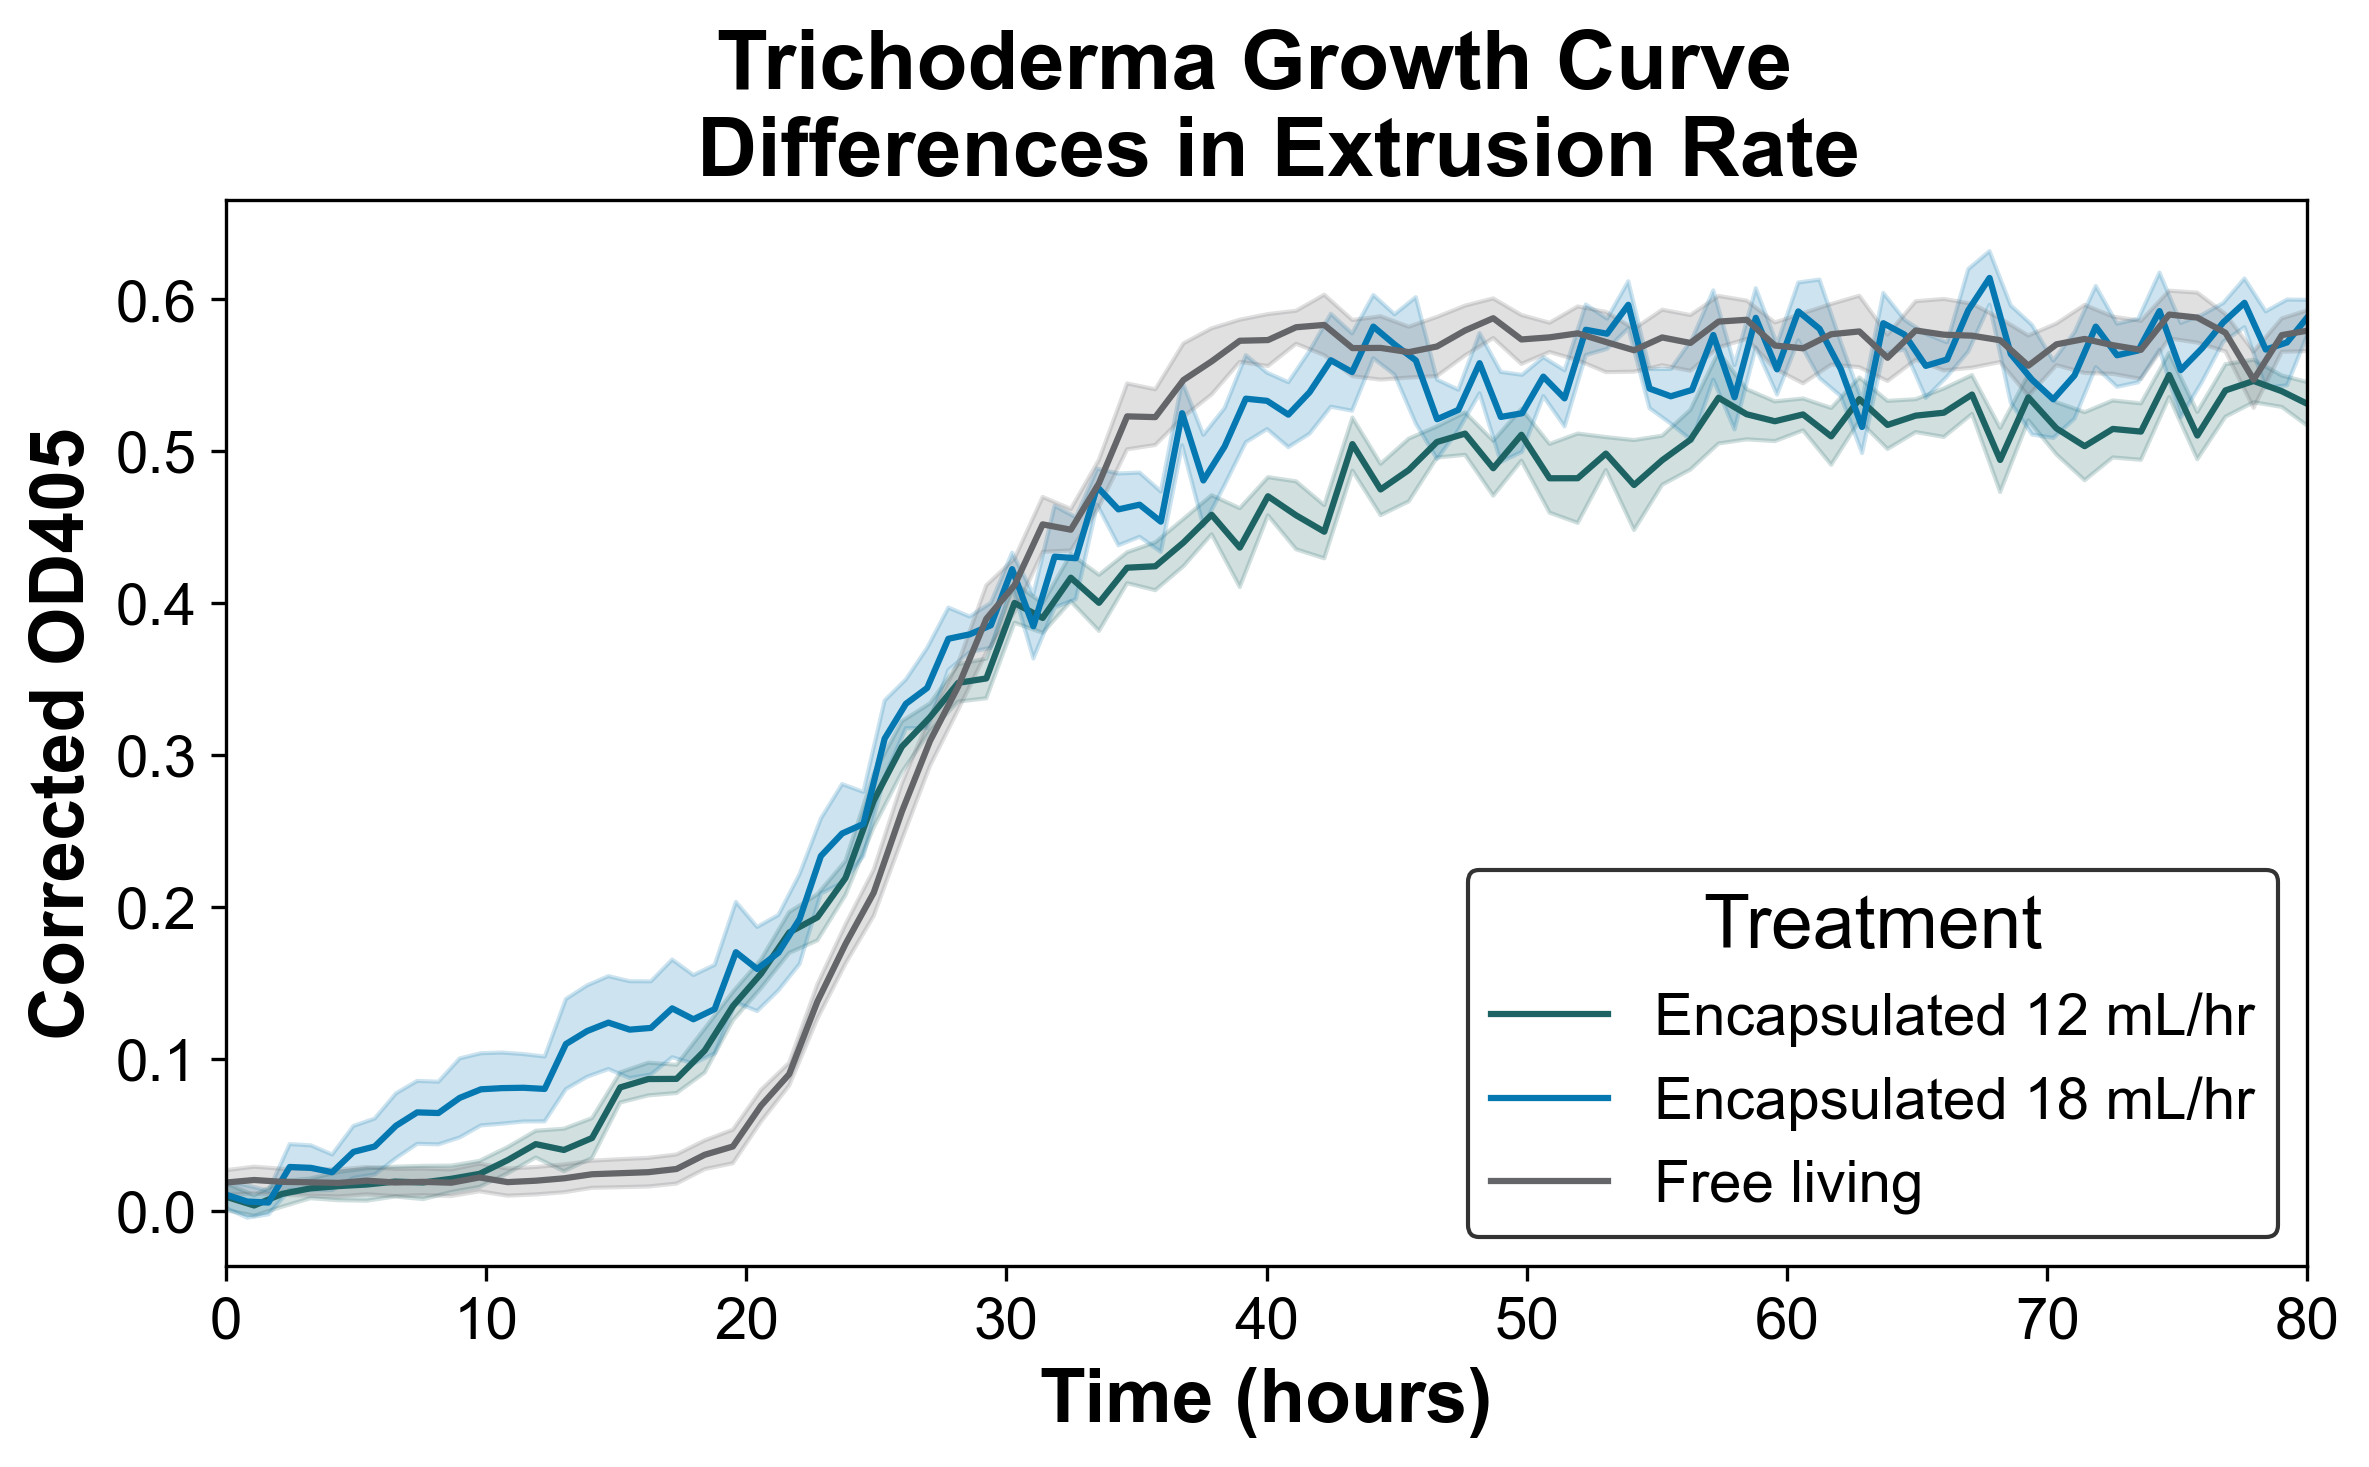 Trichoderma Growth Curve
Differences in Extrusion Rate
Corrected OD405
0.6
0.5
0.4
0.3
0.2
0.1
0.0
Treatment
Encapsulated 12 mL/hr
Encapsulated 18 mL/hr
Free living
0 10 20 30 40 50 60 70 80
Time (hours)